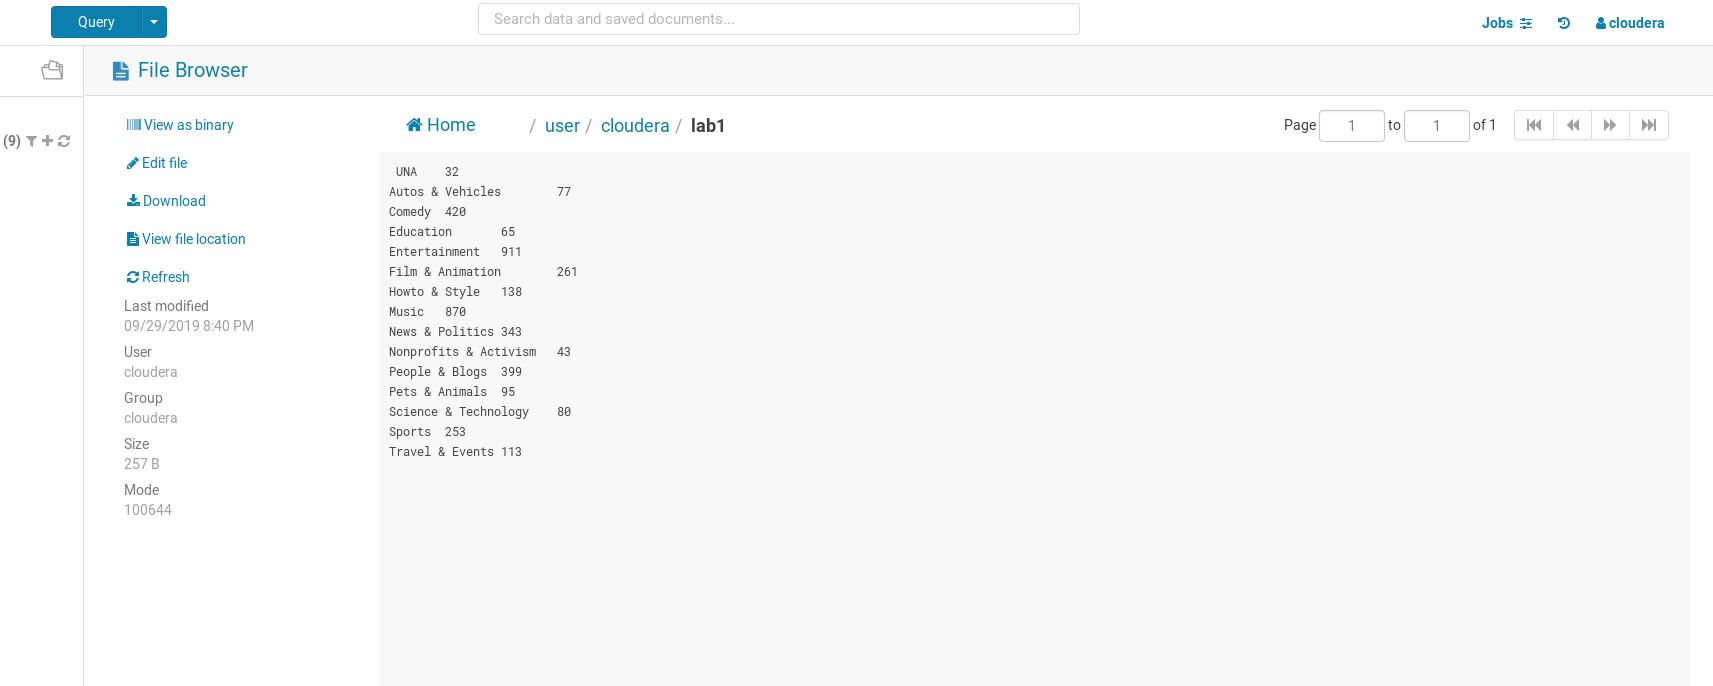 Query
Search data and saved documents...
Jobs
cloudera
File Browser
(9)
View as binary
Edit file
Download
View file location
Refresh
Last modified
09/29/2019 8:40 PM
User
cloudera
Group
cloudera
Size
257 B
Mode
100644
Home / user / cloudera / lab1
Page 1 to 1 of 1
UNA 32
Autos & Vehicles 77
Comedy 420
Education 65
Entertainment 911
Film & Animation 261
Howto & Style 138
Music 870
News & Politics 343
Nonprofits & Activism 43
People & Blogs 399
Pets & Animals 95
Science & Technology 80
Sports 253
Travel & Events 113